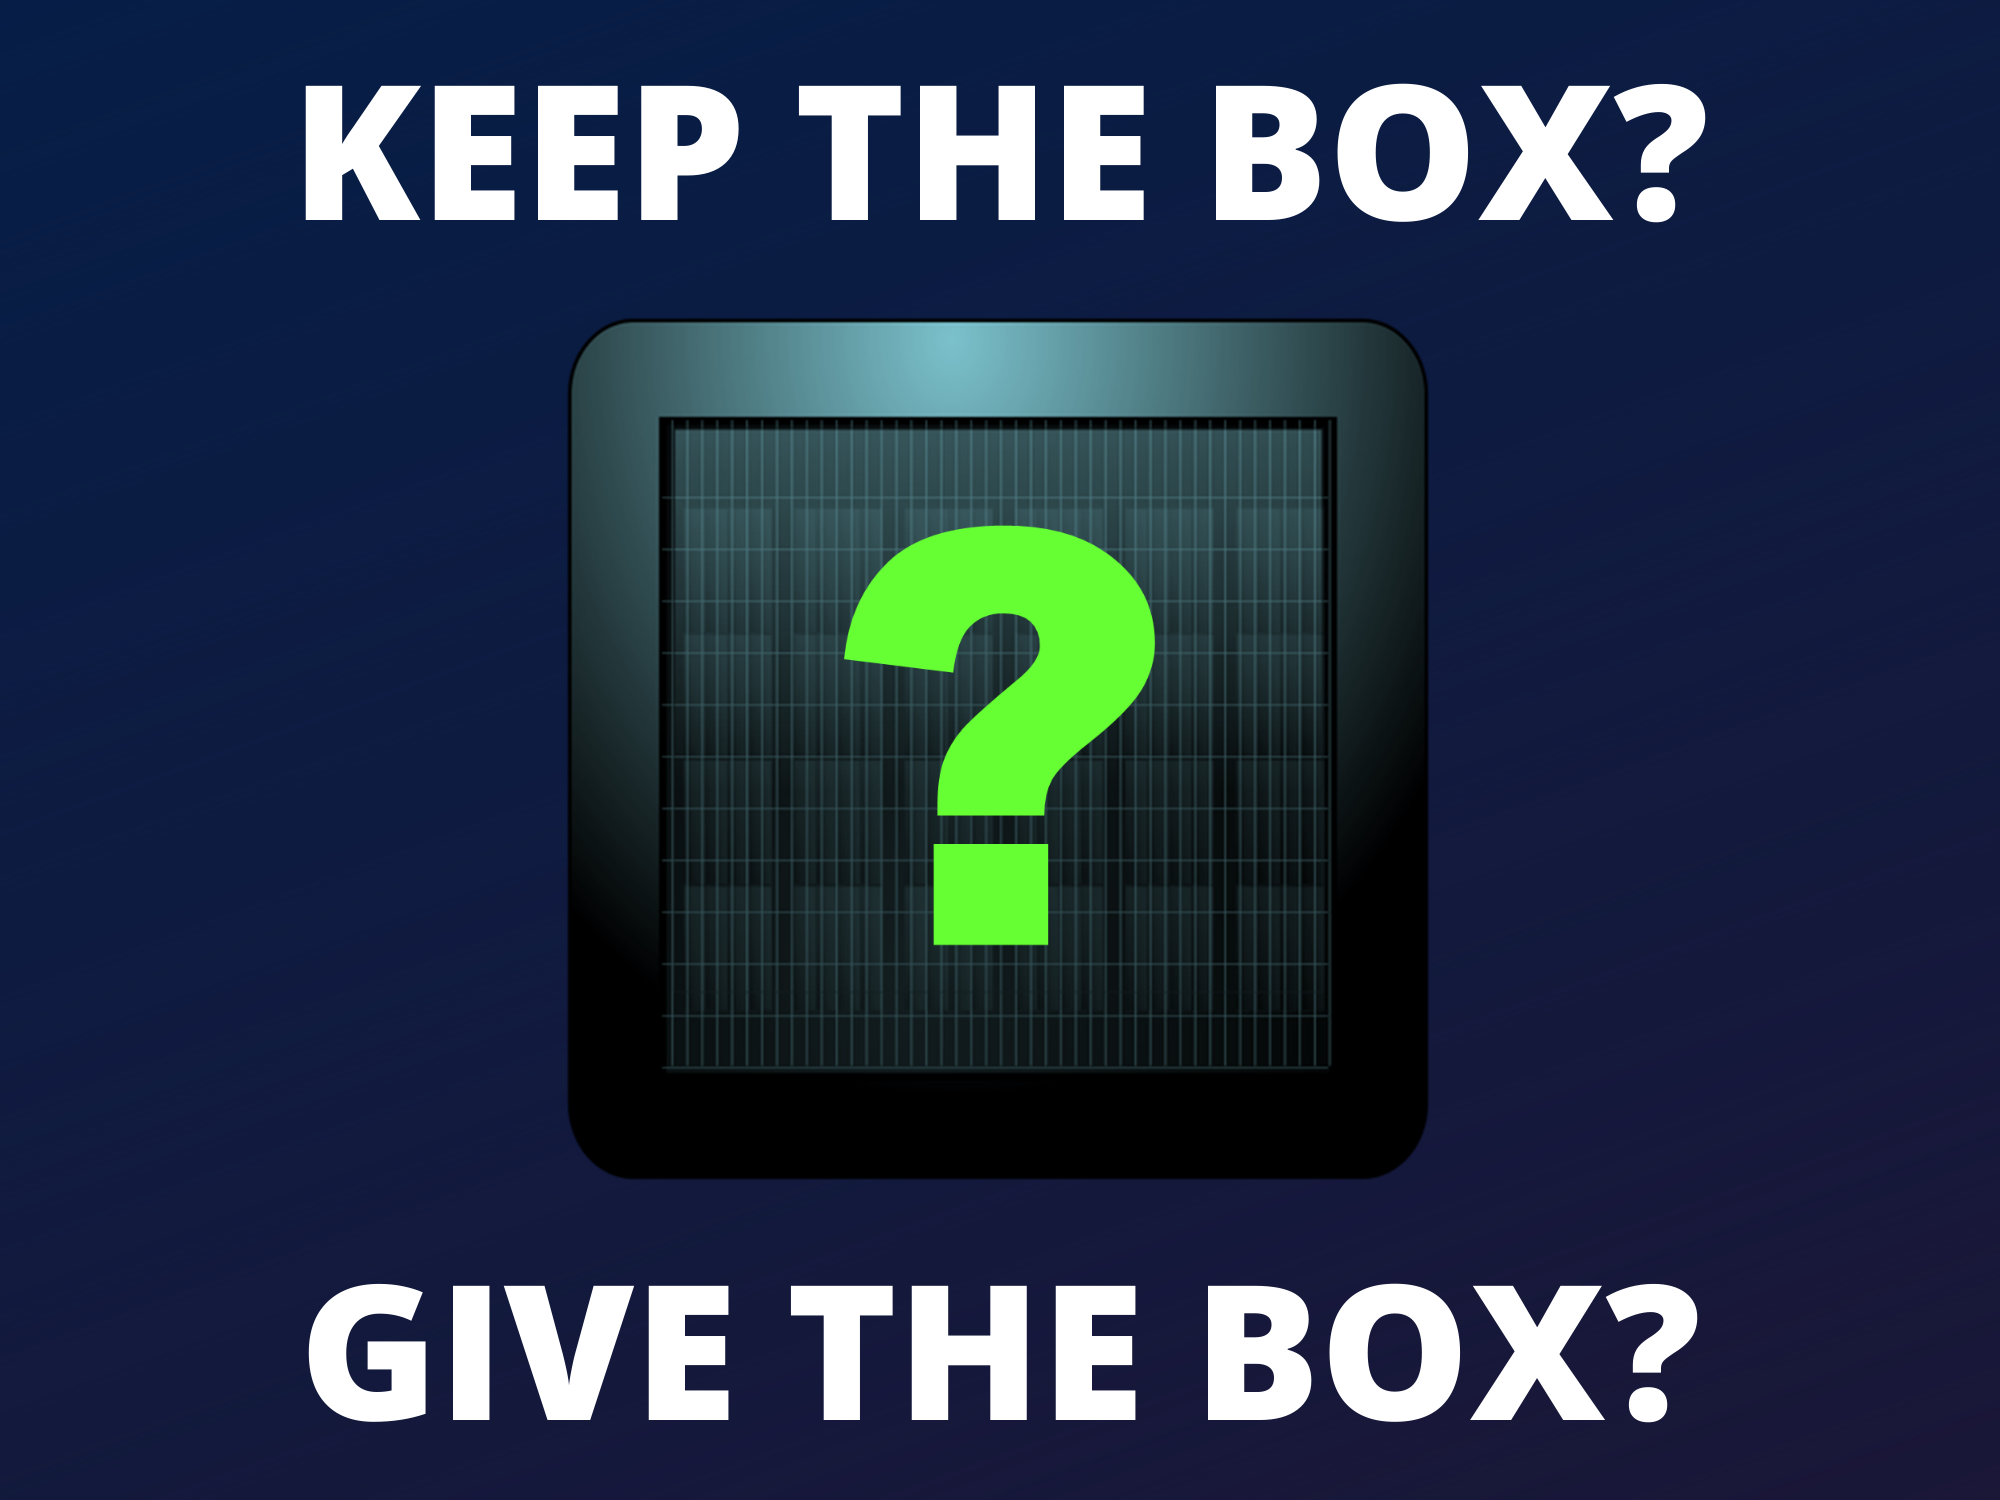 KEEP THE BOX?
?
GIVE THE BOX?